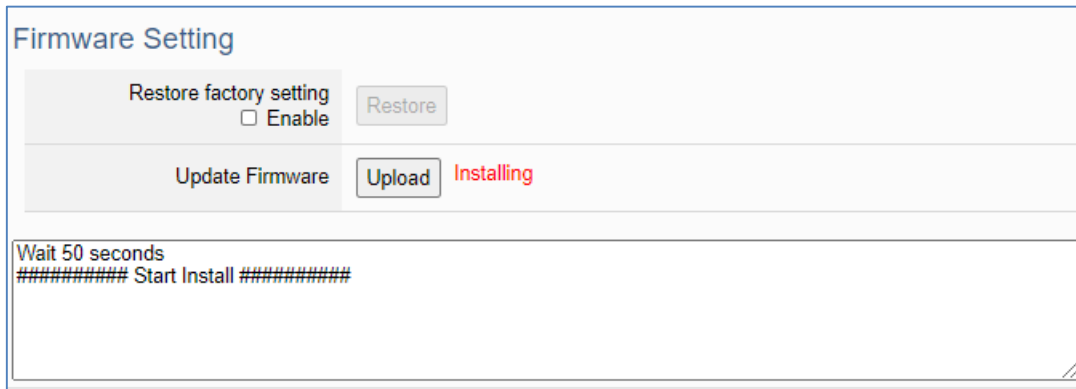 Firmware Setting
Restore factory setting
Enable
Restore
Update Firmware
Upload
Installing
Wait 50 seconds
########## Start Install ##########